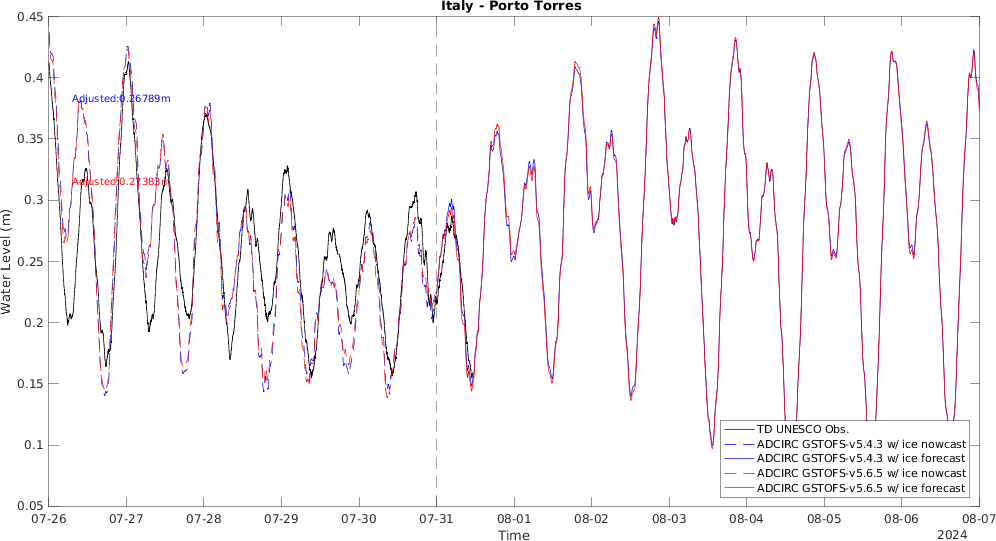 Italy - Porto Torres
Water Level (m)
0.45
0.4
0.35
0.3
0.25
0.2
0.15
0.1
0.05
Adjusted:0.26789m
Adjusted:0.27383m
TD UNESCO Obs.
ADCIRC GSTOFS-v5.4.3 w/ ice nowcast
ADCIRC GSTOFS-v5.4.3 w/ ice forecast
ADCIRC GSTOFS-v5.6.5 w/ ice nowcast
ADCIRC GSTOFS-v5.6.5 w/ ice forecast
07-26 07-27 07-28 07-29 07-30 07-31 08-01 08-02 08-03 08-04 08-05 08-06 08-07
Time
2024